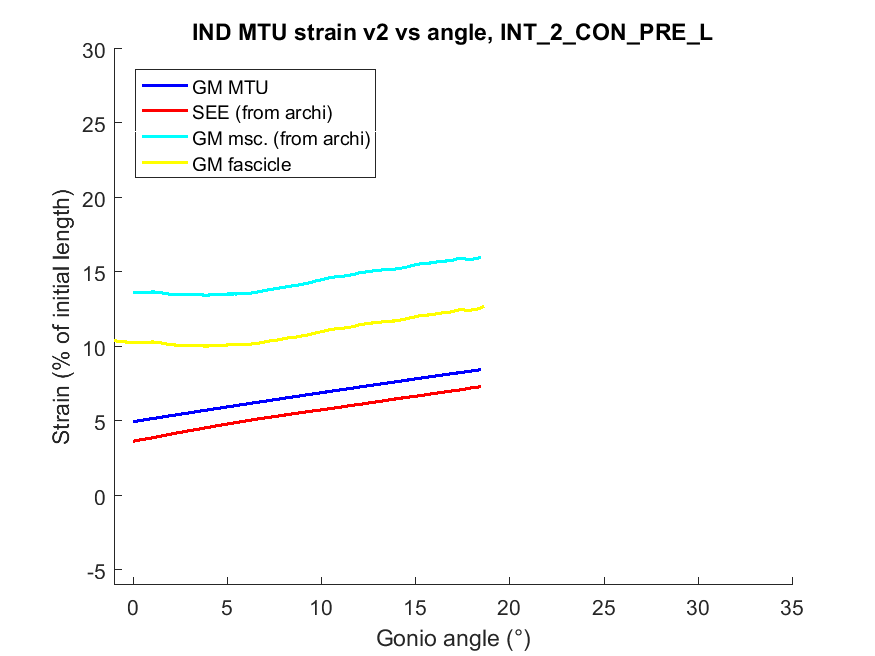 IND MTU strain v2 vs angle, INT_2_CON_PRE_L
30
25
20
15
10
5
0
-5
GM MTU
SEE (from archi)
GM msc. (from archi)
GM fascicle
Strain (% of initial length)
0 5 10 15 20 25 30 35
Gonio angle (°)